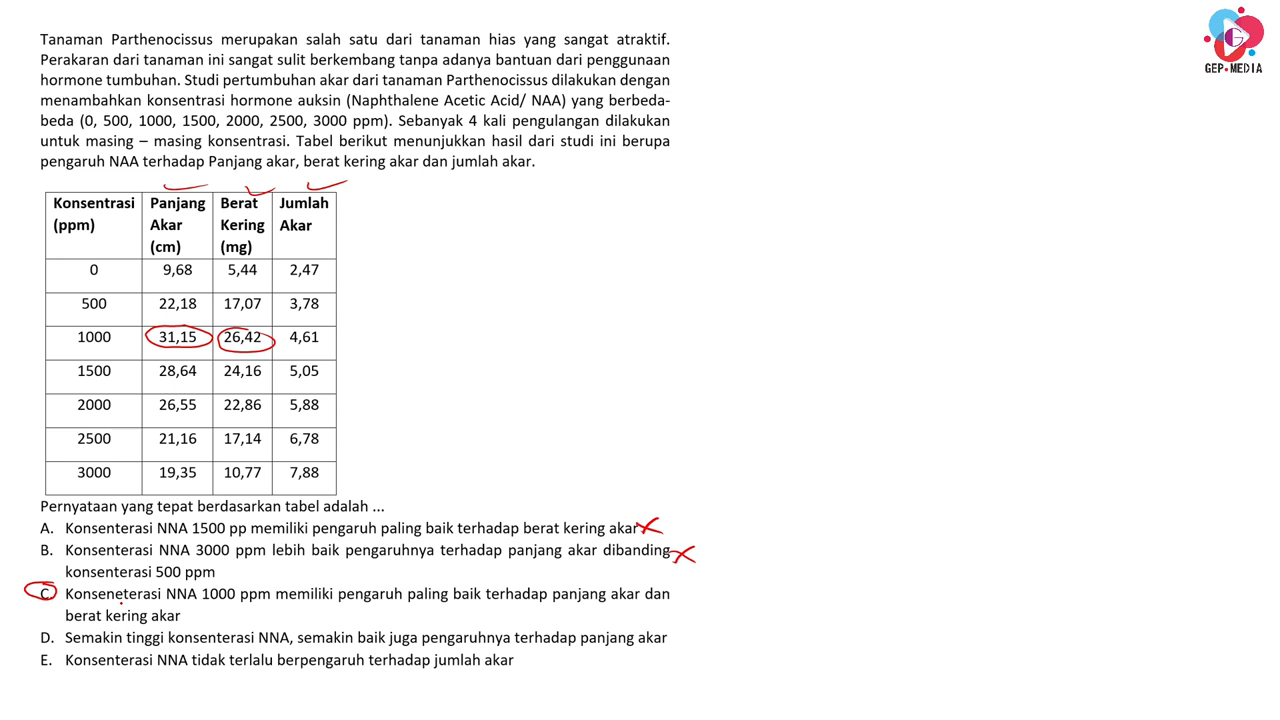 Tanaman Parthenocissus merupakan salah satu dari tanaman hias yang sangat atraktif.
Perakaran dari tanaman ini sangat sulit berkembang tanpa adanya bantuan dari penggunaan
hormone tumbuhan. Studi pertumbuhan akar dari tanaman Parthenocissus dilakukan dengan
menambahkan konsentrasi hormone auksin (Naphthalene Acetic Acid/ NAA) yang berbeda-
beda (0, 500, 1000, 1500, 2000, 2500, 3000 ppm). Sebanyak 4 kali pengulangan dilakukan
untuk masing – masing konsentrasi. Tabel berikut menunjukkan hasil dari studi ini berupa
pengaruh NAA terhadap Panjang akar, berat kering akar dan jumlah akar.
GEP MEDIA
Konsentrasi Panjang Berat Jumlah
(ppm) Akar Kering Akar
(cm) (mg)
0 9,68 5,44 2,47
500 22,18 17,07 3,78
1000 31,15 26,42 4,61
1500 28,64 24,16 5,05
2000 26,55 22,86 5,88
2500 21,16 17,14 6,78
3000 19,35 10,77 7,88
Pernyataan yang tepat berdasarkan tabel adalah ...
A. Konsenterasi NNA 1500 pp memiliki pengaruh paling baik terhadap berat kering akar
B. Konsenterasi NNA 3000 ppm lebih baik pengaruhnya terhadap panjang akar dibanding
konsenterasi 500 ppm
C. Konseneterasi NNA 1000 ppm memiliki pengaruh paling baik terhadap panjang akar dan
berat kering akar
D. Semakin tinggi konsenterasi NNA, semakin baik juga pengaruhnya terhadap panjang akar
E. Konsenterasi NNA tidak terlalu berpengaruh terhadap jumlah akar